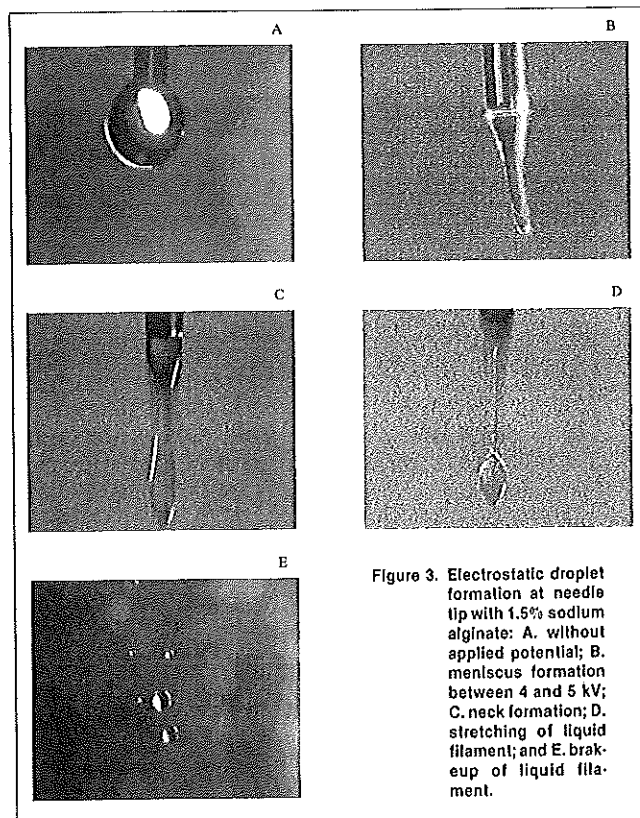 A
B
C
D
E
Figure 3. Electrostatic droplet
formation at needle
tip with 1.5% sodium
alginate: A. without
applied potential; B.
meniscus formation
between 4 and 5 kV;
C. neck formation; D.
stretching of liquid
filament; and E. brak-
eup of liquid fila-
ment.